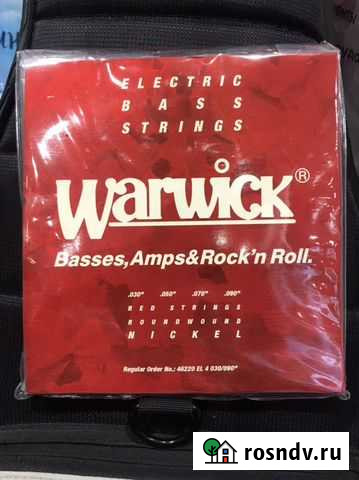 ELECTRIC
BASS
STRINGS
Warwick®
Basses,Amps&Rock'n Roll.
.030" .050" .070" .090"
RED STRINGS
ROUNDWOUND
NICKEL
Regular Order No.: 46220 EL 4 030/090"
rosndv.ru